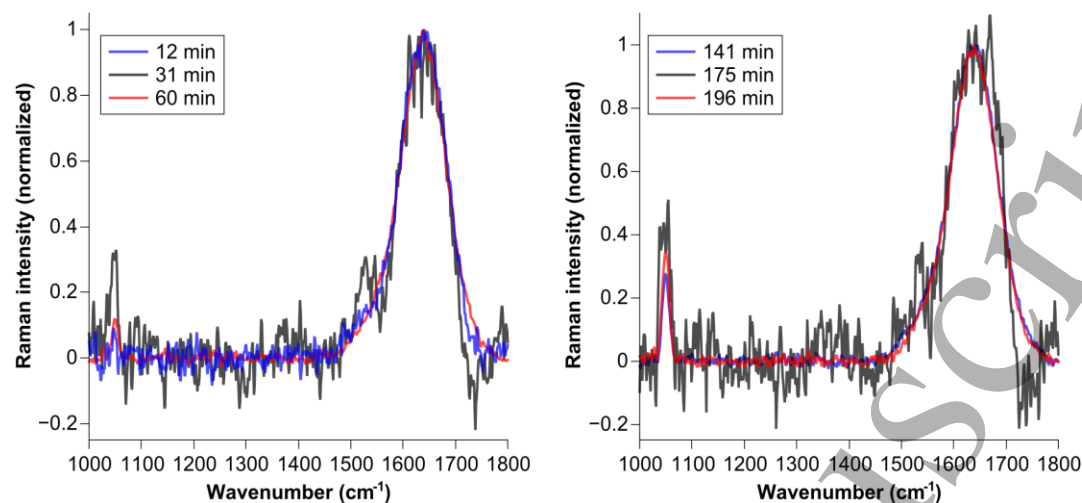 12 min
31 min
60 min
Raman intensity (normalized)
1
0.8
0.6
0.4
0.2
0
−0.2
1000 1100 1200 1300 1400 1500 1600 1700 1800
Wavenumber (cm-1)
141 min
175 min
196 min
Raman intensity (normalized)
1
0.8
0.6
0.4
0.2
0
−0.2
1000 1100 1200 1300 1400 1500 1600 1700 1800
Wavenumber (cm-1)
scri